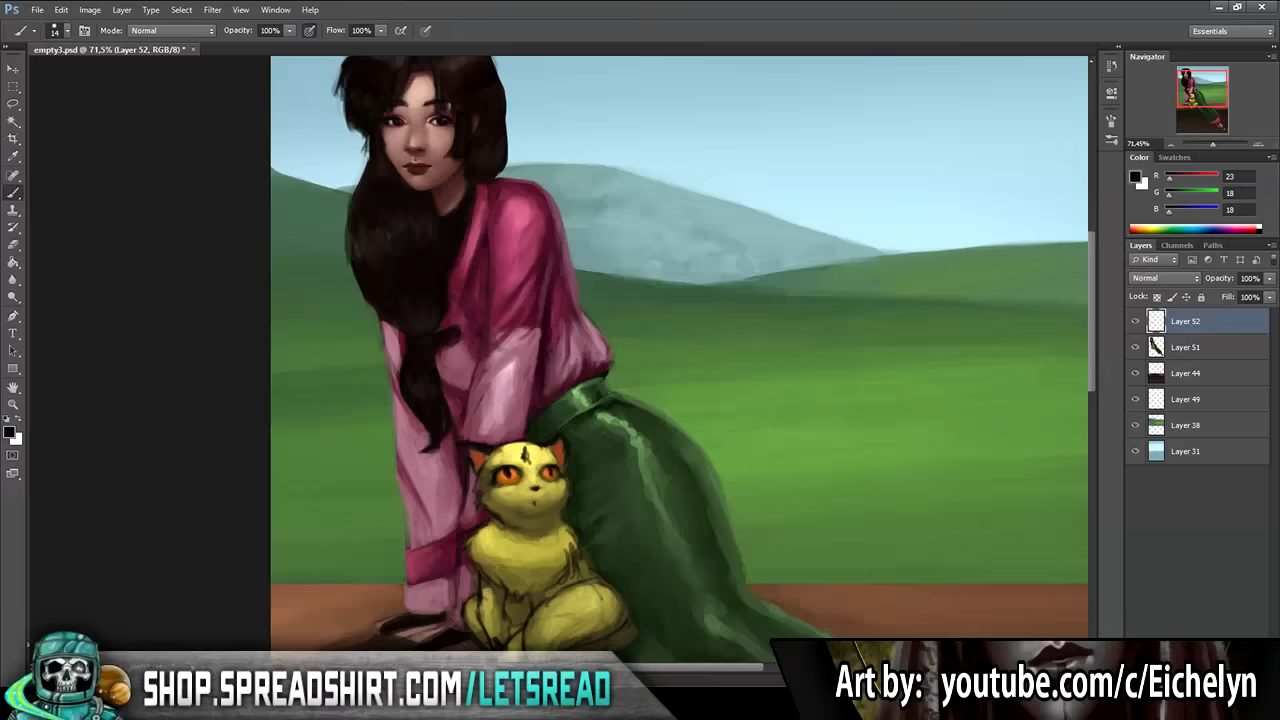 Ps File Edit Image Layer Type Select Filter View Window Help
14 Mode: Normal Opacity: 100% Flow: 100% Essentials
empty3.psd @ 71,5% (Layer 52, RGB/8) * ×
Navigator
71,45%
Color Swatches
R 23
G 18
B 18
Layers Channels Paths
Kind
Normal Opacity: 100%
Lock: Fill: 100%
Layer 52
Layer 51
Layer 44
Layer 49
Layer 38
Layer 31
SHOP.SPREADSHIRT.COM/LETSREAD
Art by: youtube.com/c/Eichelyn